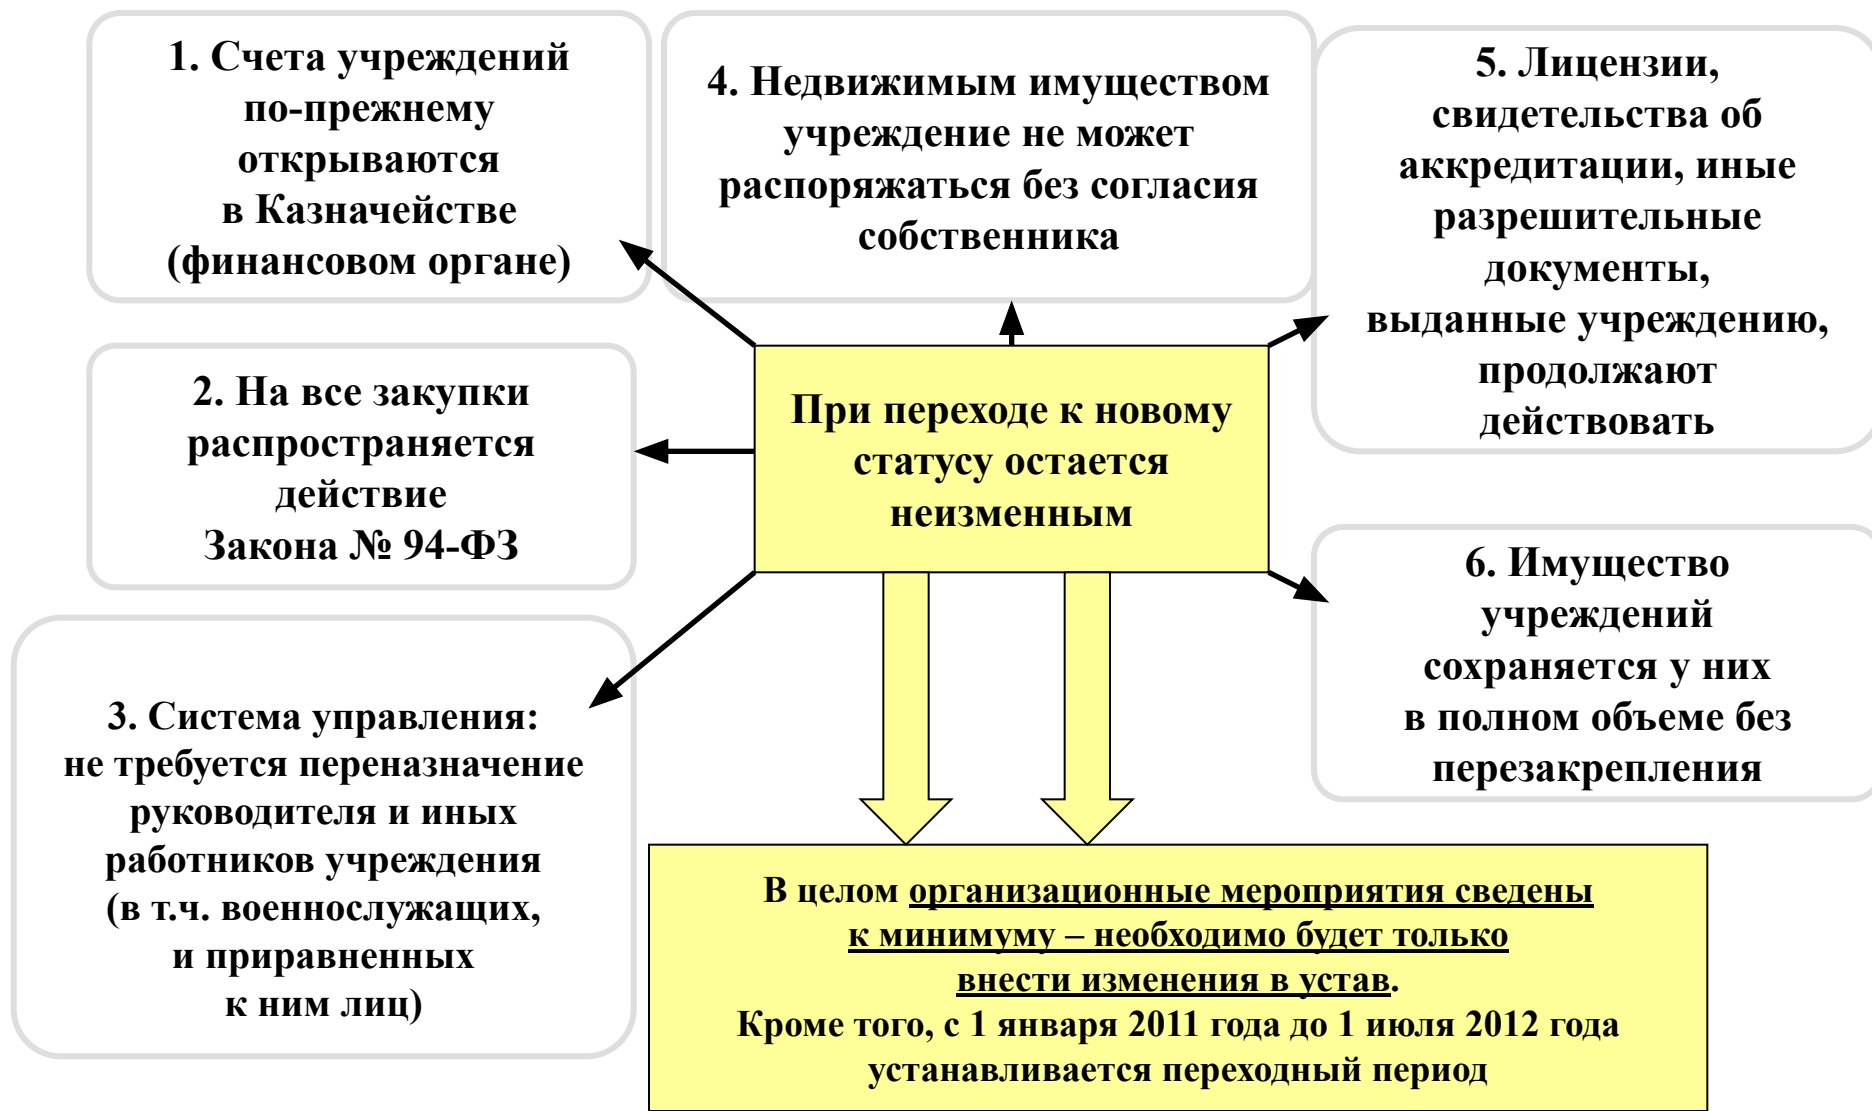 1. Счета учреждений
по-прежнему
открываются
в Казначействе
(финансовом органе)
2. На все закупки
распространяется
действие
Закона № 94-ФЗ
3. Система управления:
не требуется переназначение
руководителя и иных
работников учреждения
(в т.ч. военнослужащих,
и приравненных
к ним лиц)
4. Недвижимым имуществом
учреждение не может
распоряжаться без согласия
собственника
5. Лицензии,
свидетельства об
аккредитации, иные
разрешительные
документы,
выданные учреждению,
продолжают
действовать
6. Имущество
учреждений
сохраняется у них
в полном объеме без
перезакрепления
При переходе к новому
статусу остается
неизменным
В целом организационные мероприятия сведены
к минимуму – необходимо будет только
внести изменения в устав.
Кроме того, с 1 января 2011 года до 1 июля 2012 года
устанавливается переходный период